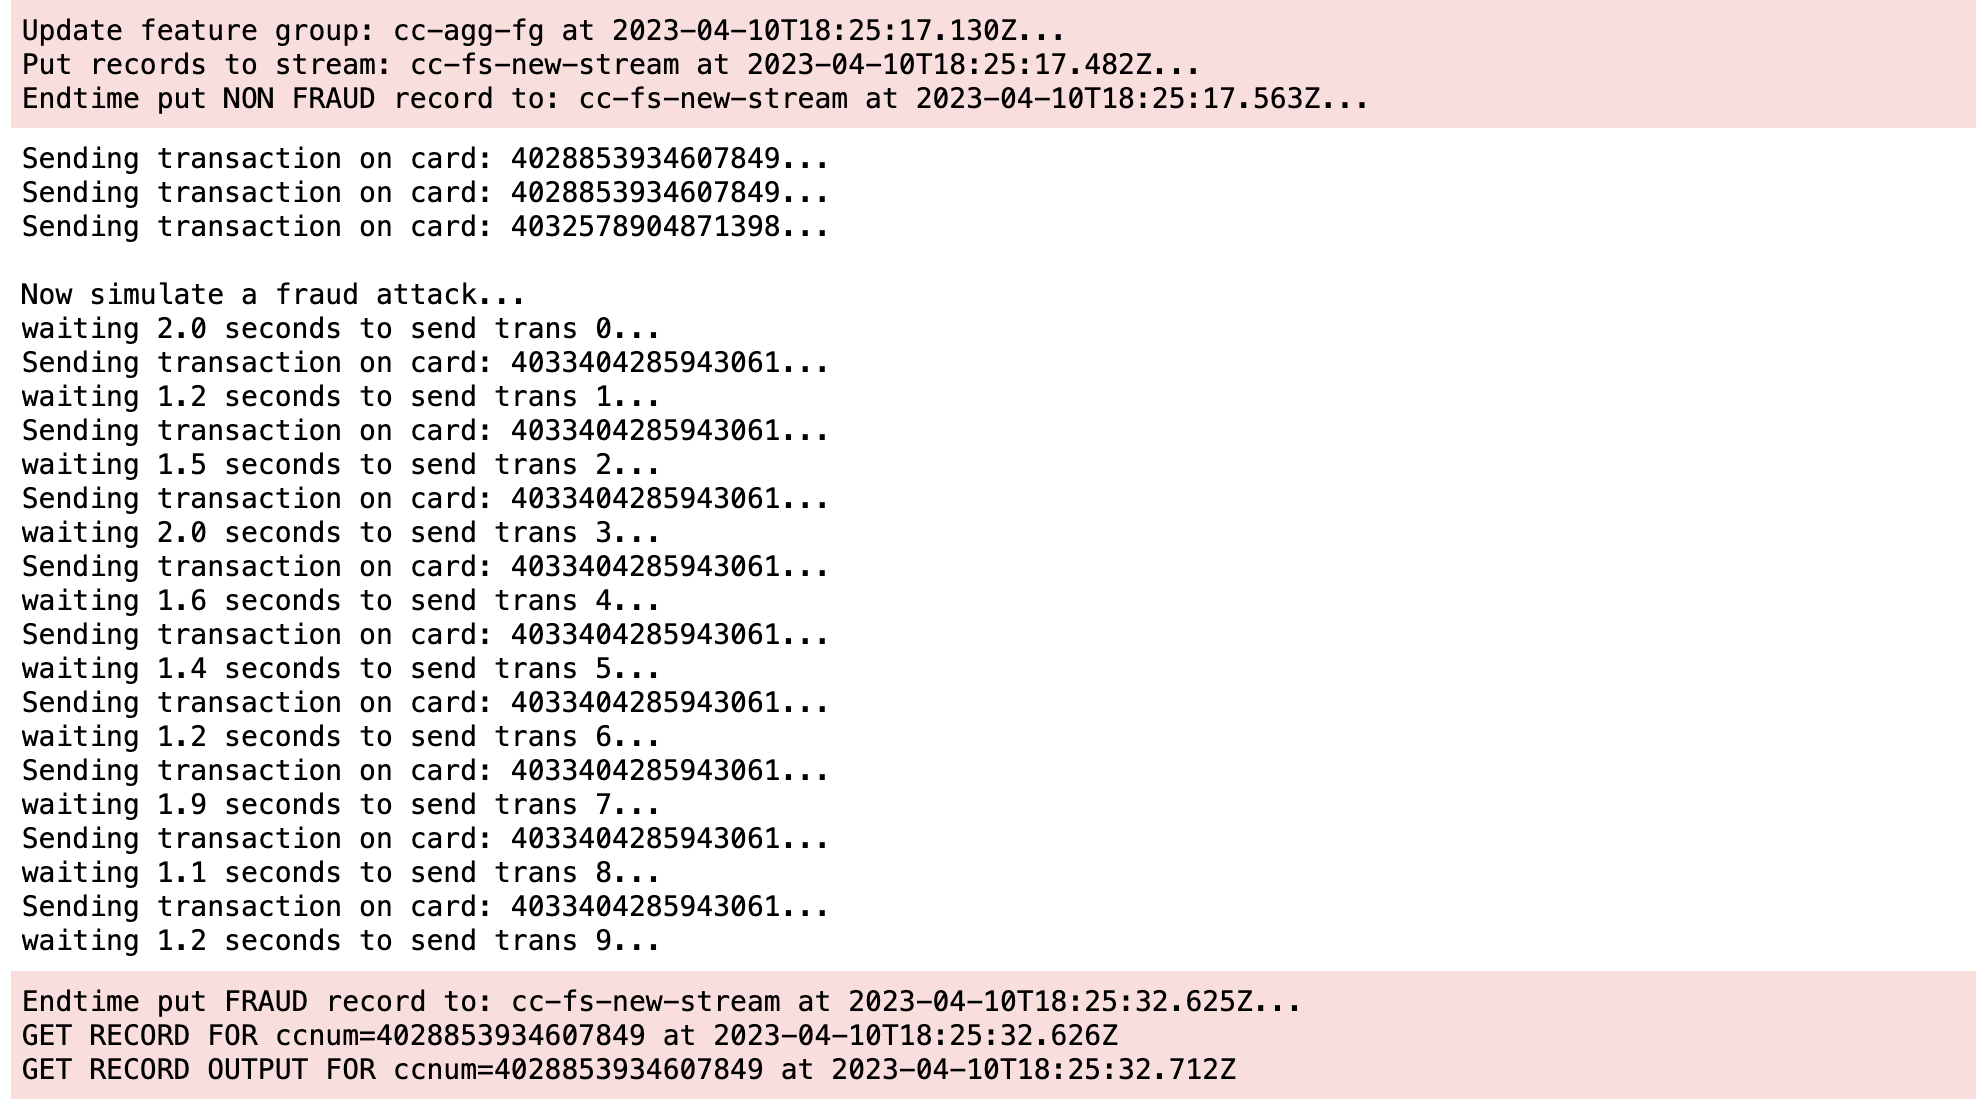 Update feature group: cc-agg-fg at 2023-04-10T18:25:17.130Z...
Put records to stream: cc-fs-new-stream at 2023-04-10T18:25:17.482Z...
Endtime put NON FRAUD record to: cc-fs-new-stream at 2023-04-10T18:25:17.563Z...
Sending transaction on card: 4028853934607849...
Sending transaction on card: 4028853934607849...
Sending transaction on card: 4032578904871398...
Now simulate a fraud attack...
waiting 2.0 seconds to send trans 0...
Sending transaction on card: 4033404285943061...
waiting 1.2 seconds to send trans 1...
Sending transaction on card: 4033404285943061...
waiting 1.5 seconds to send trans 2...
Sending transaction on card: 4033404285943061...
waiting 2.0 seconds to send trans 3...
Sending transaction on card: 4033404285943061...
waiting 1.6 seconds to send trans 4...
Sending transaction on card: 4033404285943061...
waiting 1.4 seconds to send trans 5...
Sending transaction on card: 4033404285943061...
waiting 1.2 seconds to send trans 6...
Sending transaction on card: 4033404285943061...
waiting 1.9 seconds to send trans 7...
Sending transaction on card: 4033404285943061...
waiting 1.1 seconds to send trans 8...
Sending transaction on card: 4033404285943061...
waiting 1.2 seconds to send trans 9...
Endtime put FRAUD record to: cc-fs-new-stream at 2023-04-10T18:25:32.625Z...
GET RECORD FOR ccnum=4028853934607849 at 2023-04-10T18:25:32.626Z
GET RECORD OUTPUT FOR ccnum=4028853934607849 at 2023-04-10T18:25:32.712Z